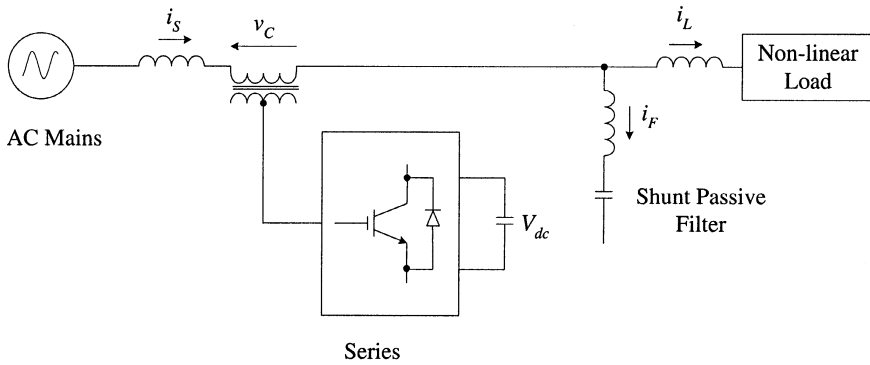 i_S
v_C
i_L
Non-linear
Load
AC Mains
i_F
Shunt Passive
Filter
V_dc
Series